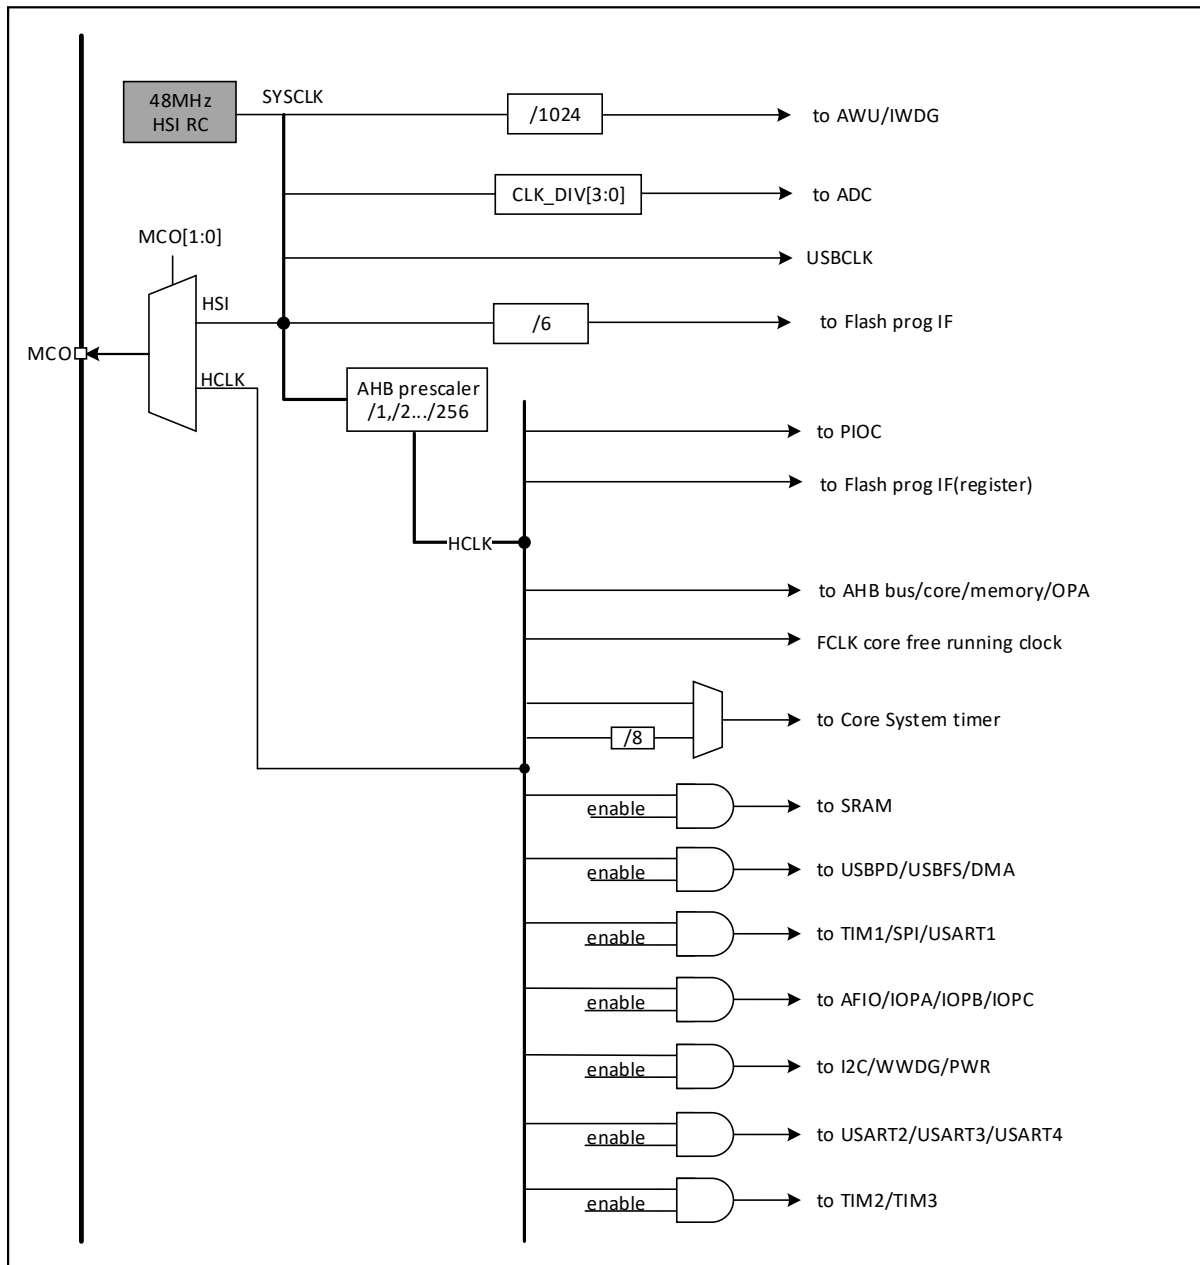 48MHz
HSI RC
SYSCLK
/1024
to AWU/IWDG
CLK_DIV[3:0]
to ADC
MCO[1:0]
USBCLK
HSI
/6
to Flash prog IF
MCO
HCLK
AHB prescaler
/1,/2.../256
to PIOC
to Flash prog IF(register)
HCLK
to AHB bus/core/memory/OPA
FCLK core free running clock
/8
to Core System timer
enable
to SRAM
enable
to USBPD/USBFS/DMA
enable
to TIM1/SPI/USART1
enable
to AFIO/IOPA/IOPB/IOPC
enable
to I2C/WWDG/PWR
enable
to USART2/USART3/USART4
enable
to TIM2/TIM3